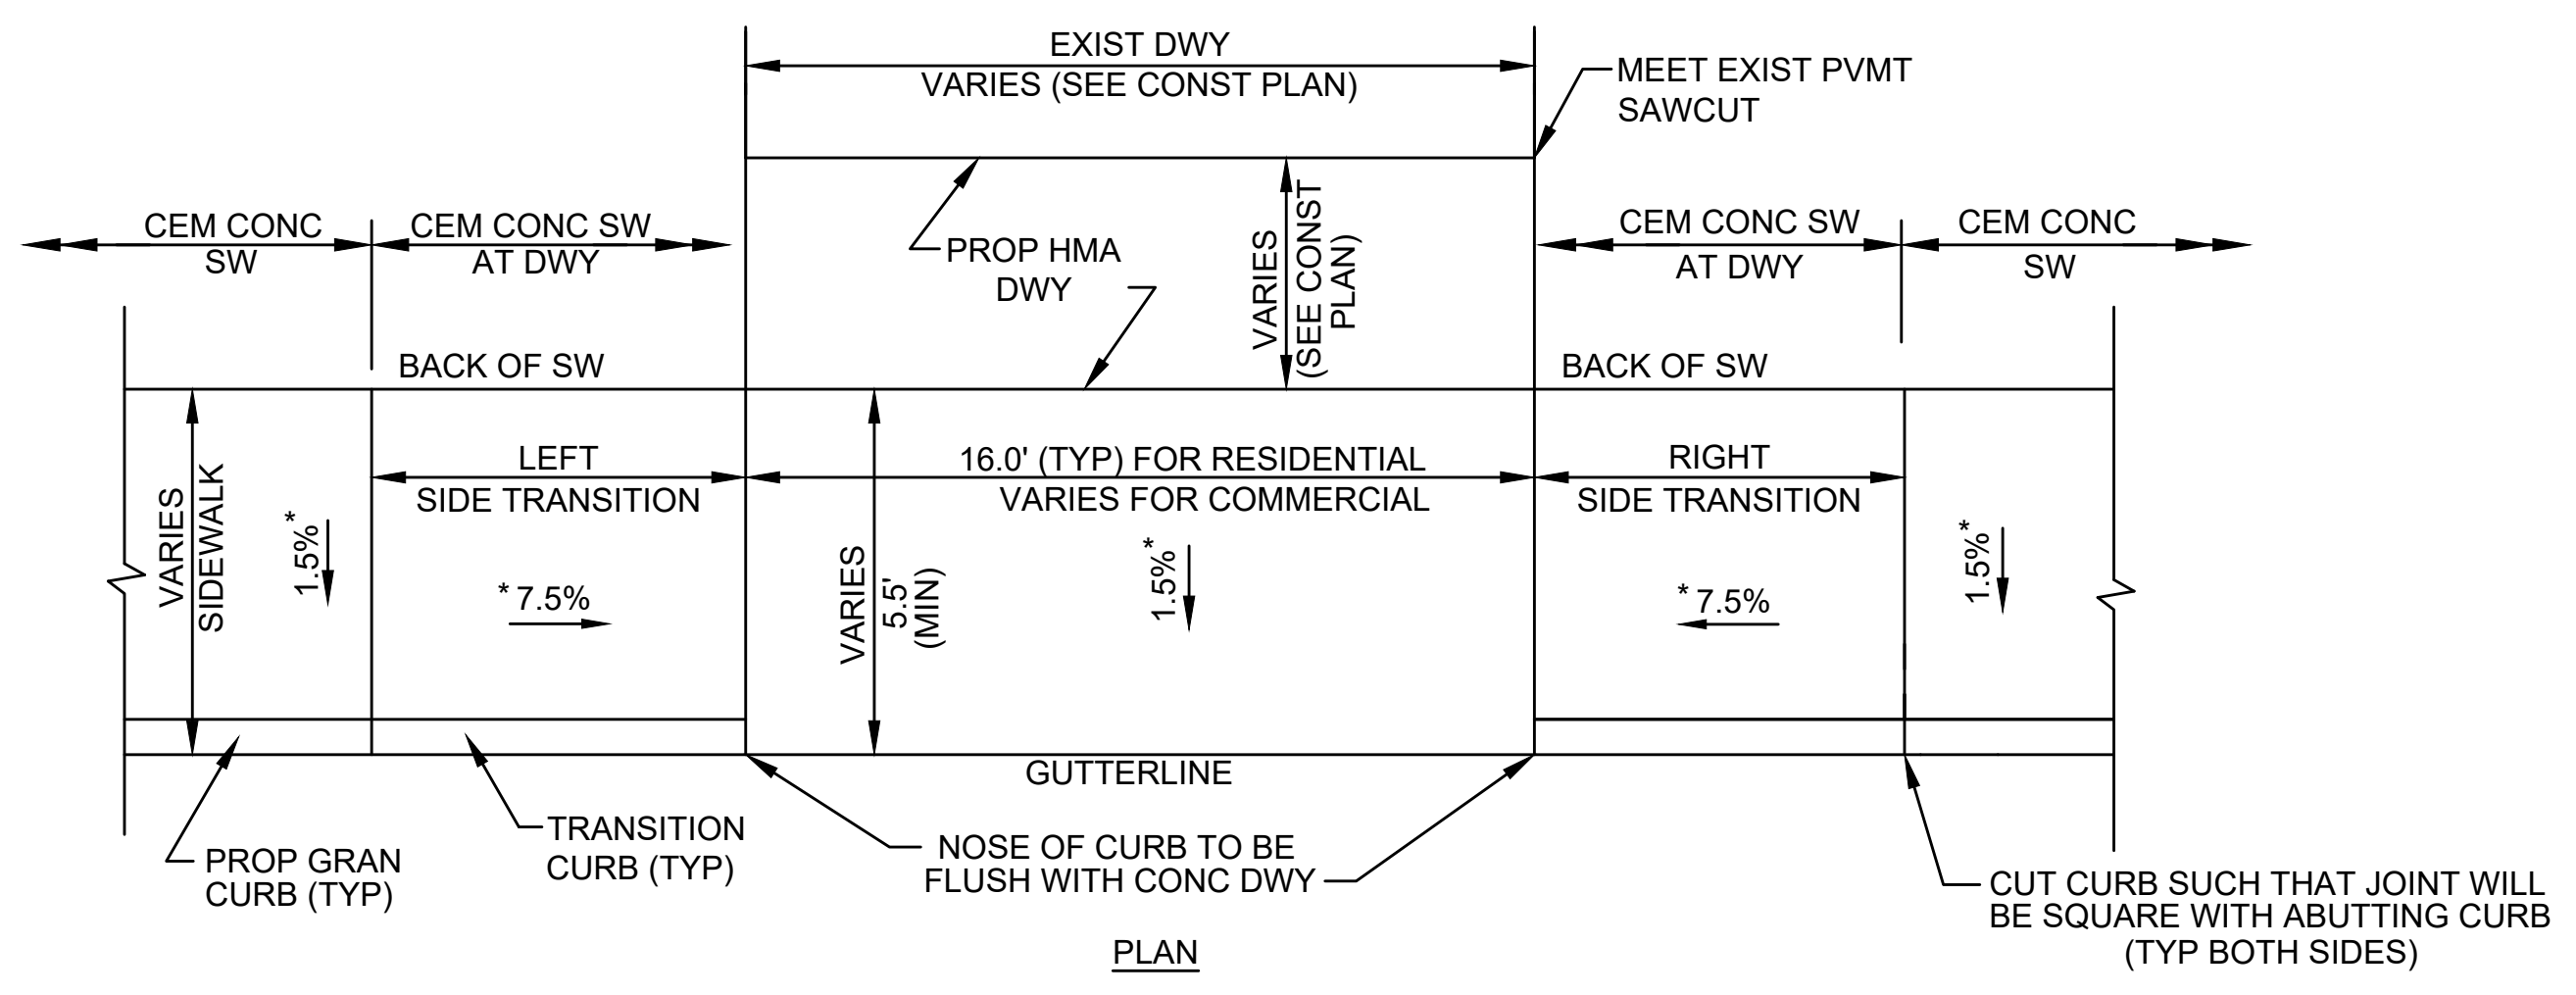 EXIST DWY
VARIES (SEE CONST PLAN)
MEET EXIST PVMT
SAWCUT
CEM CONC
SW
CEM CONC SW
AT DWY
PROP HMA
DWY
VARIES
(SEE CONST
PLAN)
CEM CONC SW
AT DWY
CEM CONC
SW
BACK OF SW
BACK OF SW
VARIES
SIDEWALK
1.5%*
LEFT
SIDE TRANSITION
* 7.5%
16.0' (TYP) FOR RESIDENTIAL
VARIES FOR COMMERCIAL
VARIES
5.5'
(MIN)
1.5%*
RIGHT
SIDE TRANSITION
* 7.5%
1.5%*
GUTTERLINE
PROP GRAN
CURB (TYP)
TRANSITION
CURB (TYP)
NOSE OF CURB TO BE
FLUSH WITH CONC DWY
CUT CURB SUCH THAT JOINT WILL
BE SQUARE WITH ABUTTING CURB
(TYP BOTH SIDES)
PLAN